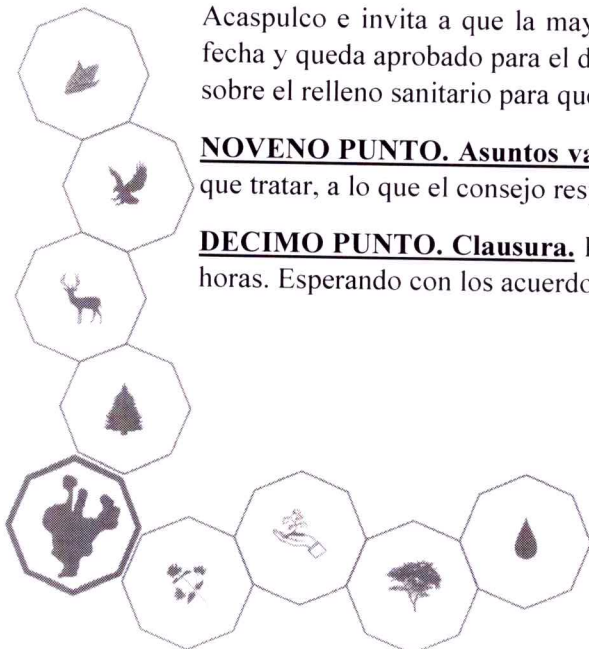 Acaspulco e invita a que la may
fecha y queda aprobado para el d
sobre el relleno sanitario para que
NOVENO PUNTO. Asuntos va
que tratar, a lo que el consejo res
DECIMO PUNTO. Clausura.
horas. Esperando con los acuerdo